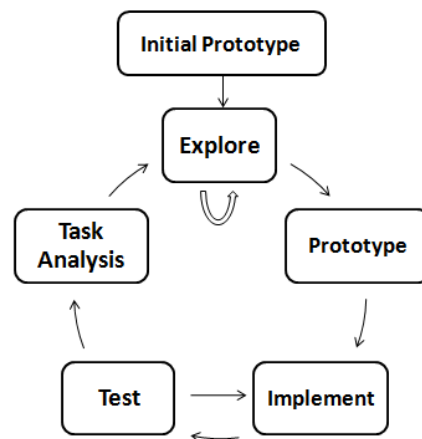 Initial Prototype
Explore
Task
Analysis
Prototype
Test
Implement